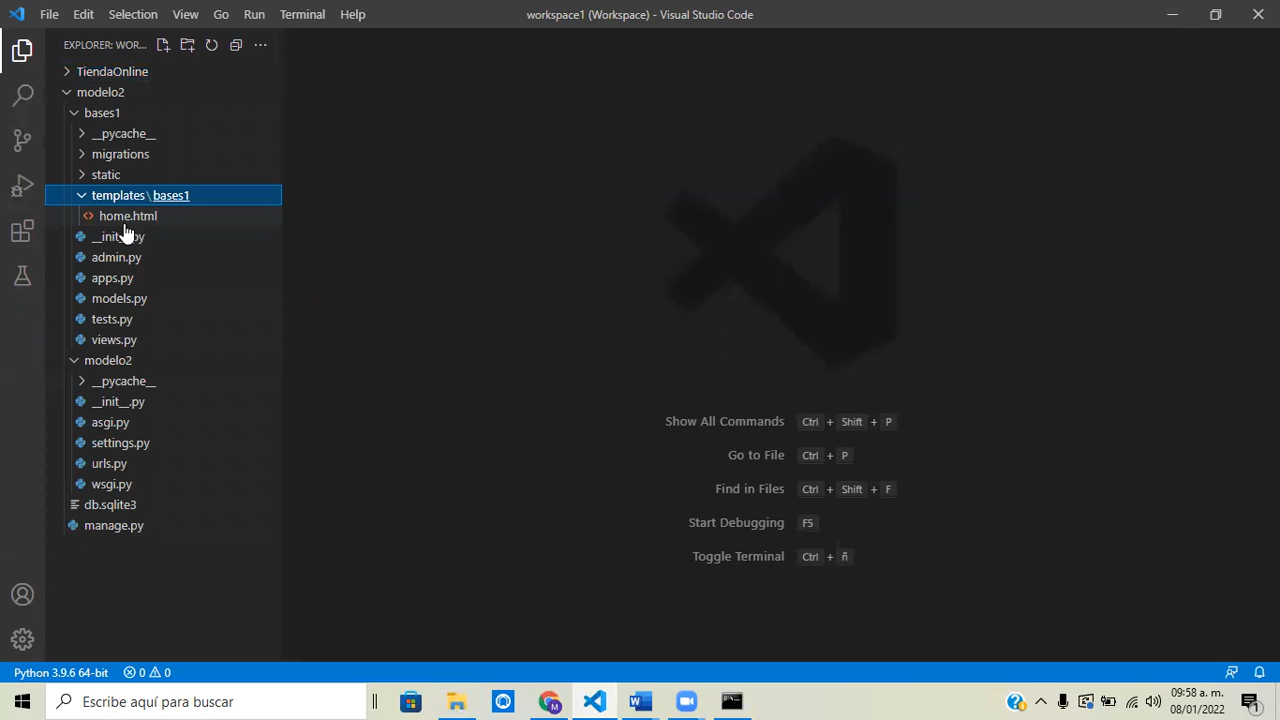 File Edit Selection View Go Run Terminal Help
workspace1 (Workspace) - Visual Studio Code
EXPLORER: WOR...
TiendaOnline
modelo2
bases1
__pycache__
migrations
static
templates\bases1
home.html
__init__.py
admin.py
apps.py
models.py
tests.py
views.py
modelo2
__pycache__
__init__.py
asgi.py
settings.py
urls.py
wsgi.py
db.sqlite3
manage.py
Show All Commands Ctrl + Shift + P
Go to File Ctrl + P
Find in Files Ctrl + Shift + F
Start Debugging F5
Toggle Terminal Ctrl + ñ
Python 3.9.6 64-bit 0 0
Escribe aquí para buscar
09:58 a. m.
08/01/2022
1